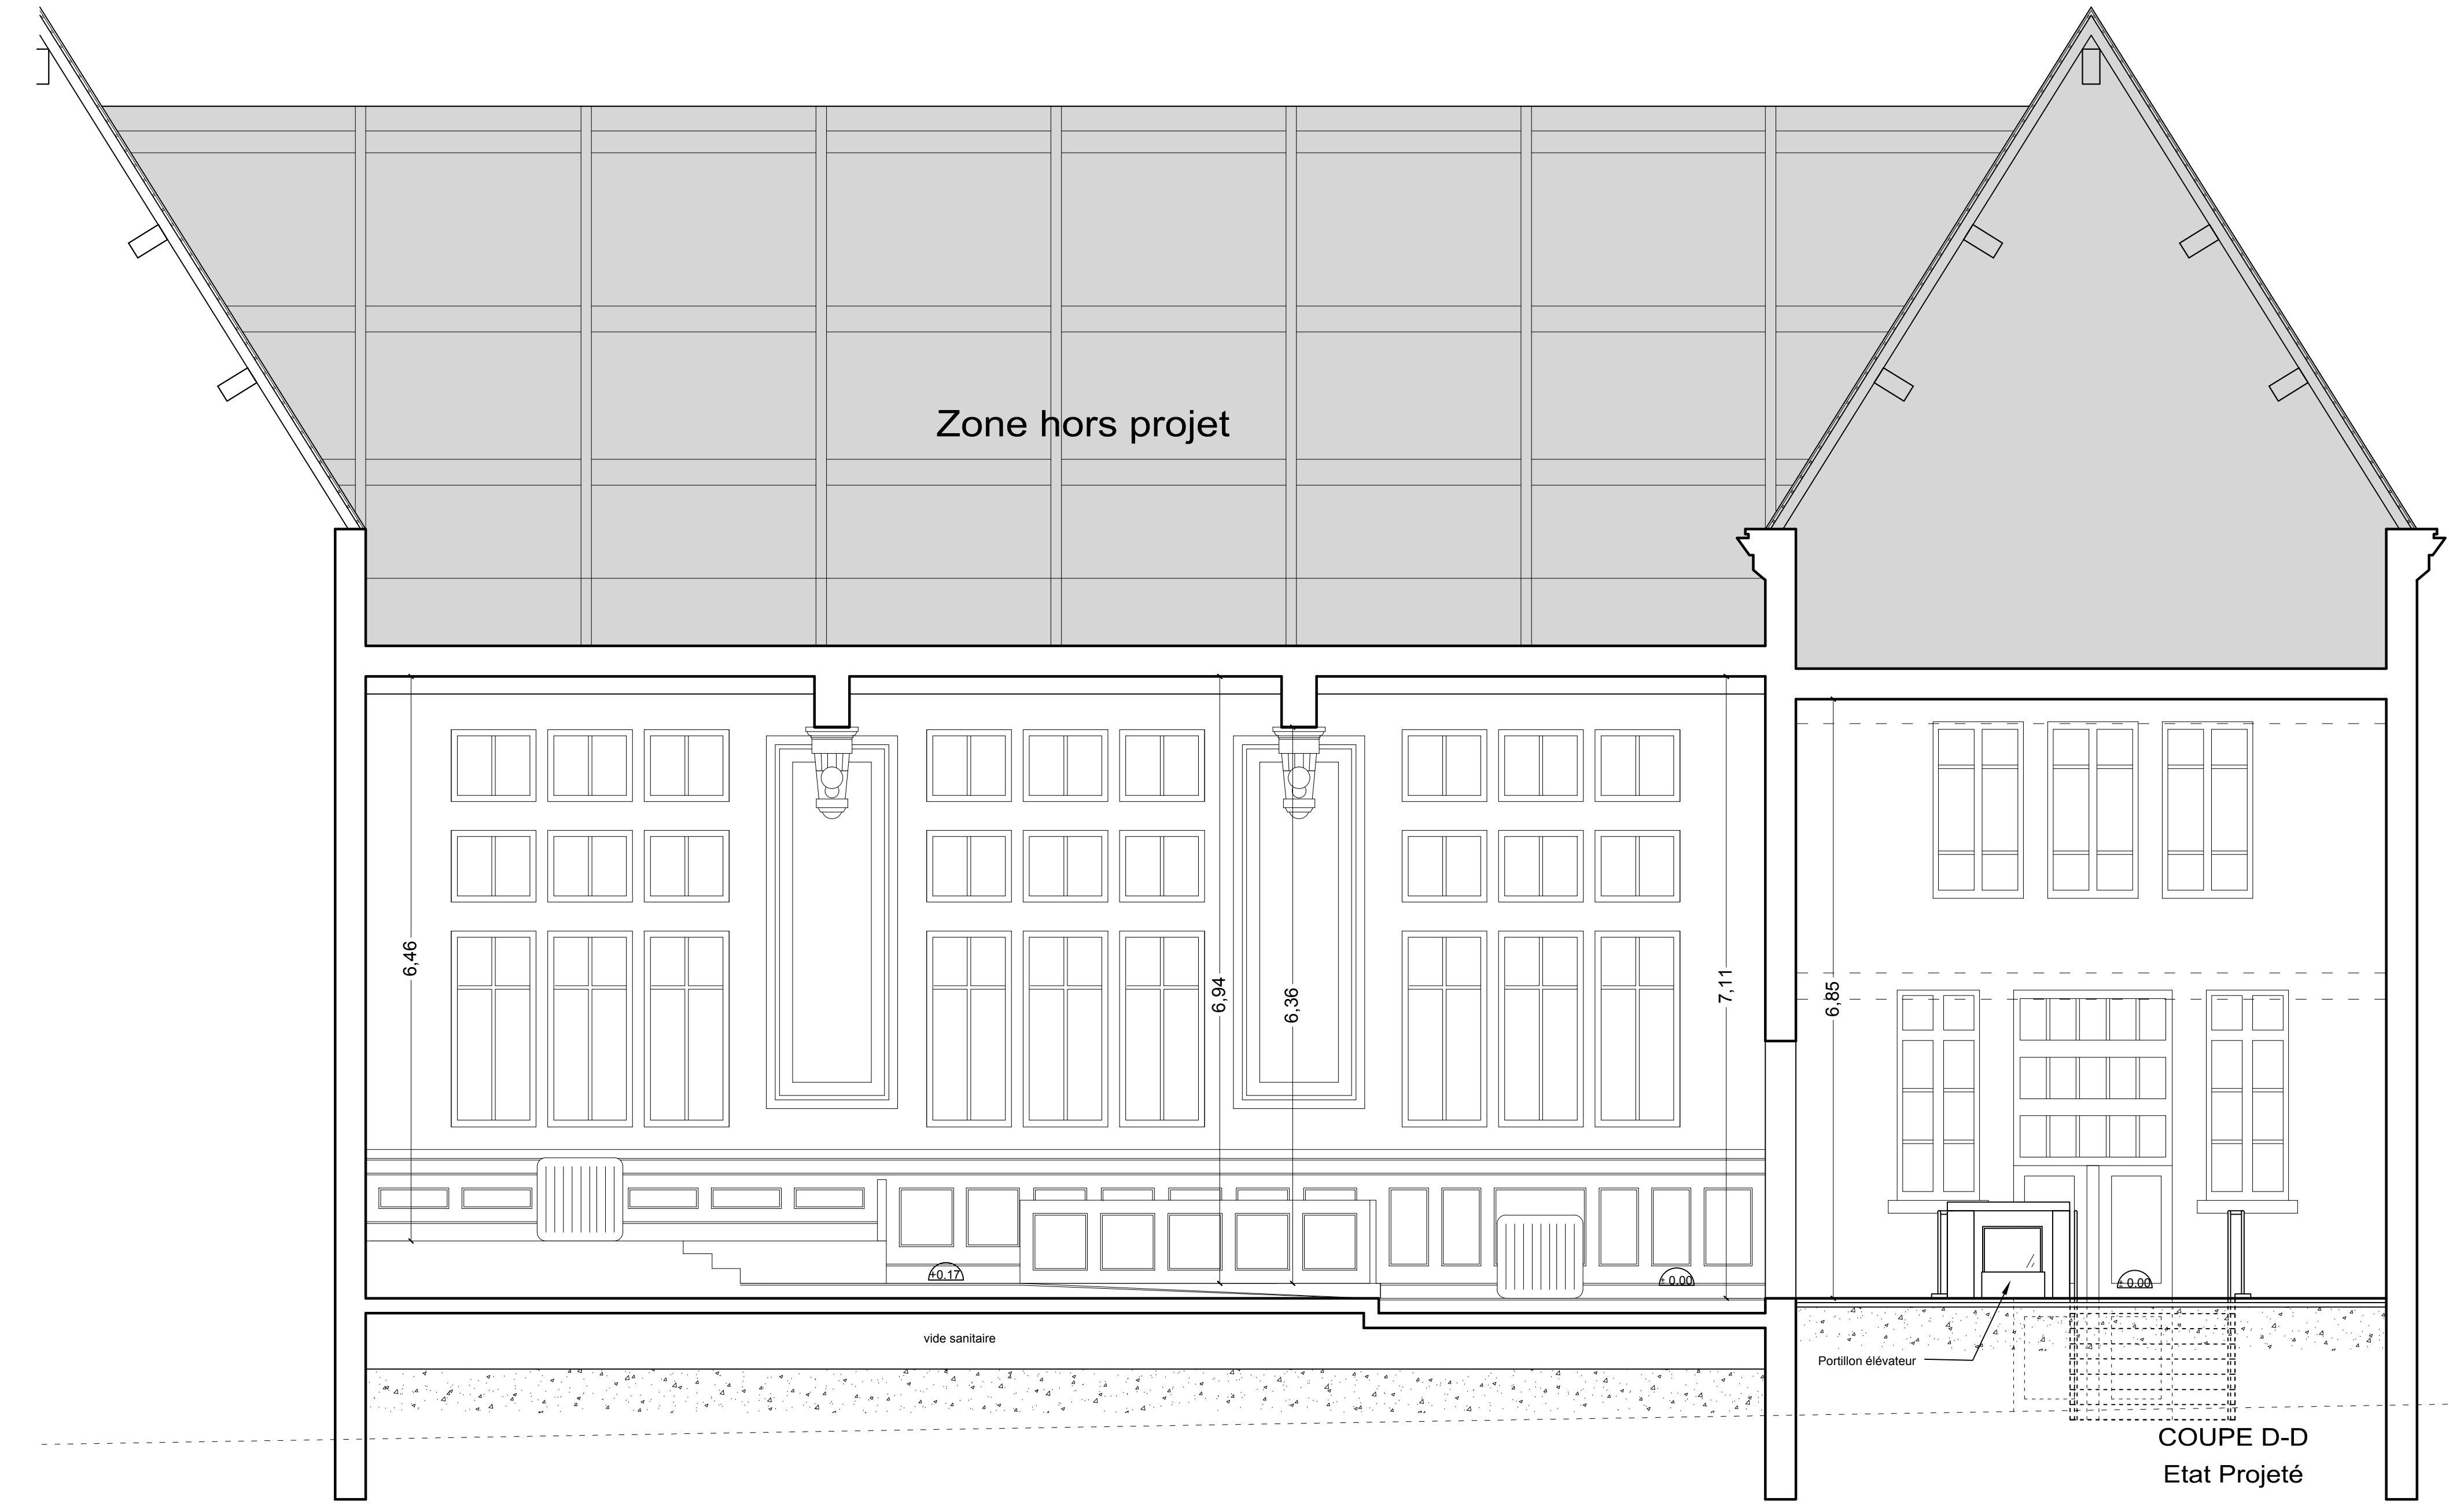 Zone hors projet
6,46
6,94
6,36
7,11
6,85
+0.17
± 0.00
± 0.00
vide sanitaire
Portillon élévateur
COUPE D-D
Etat Projeté